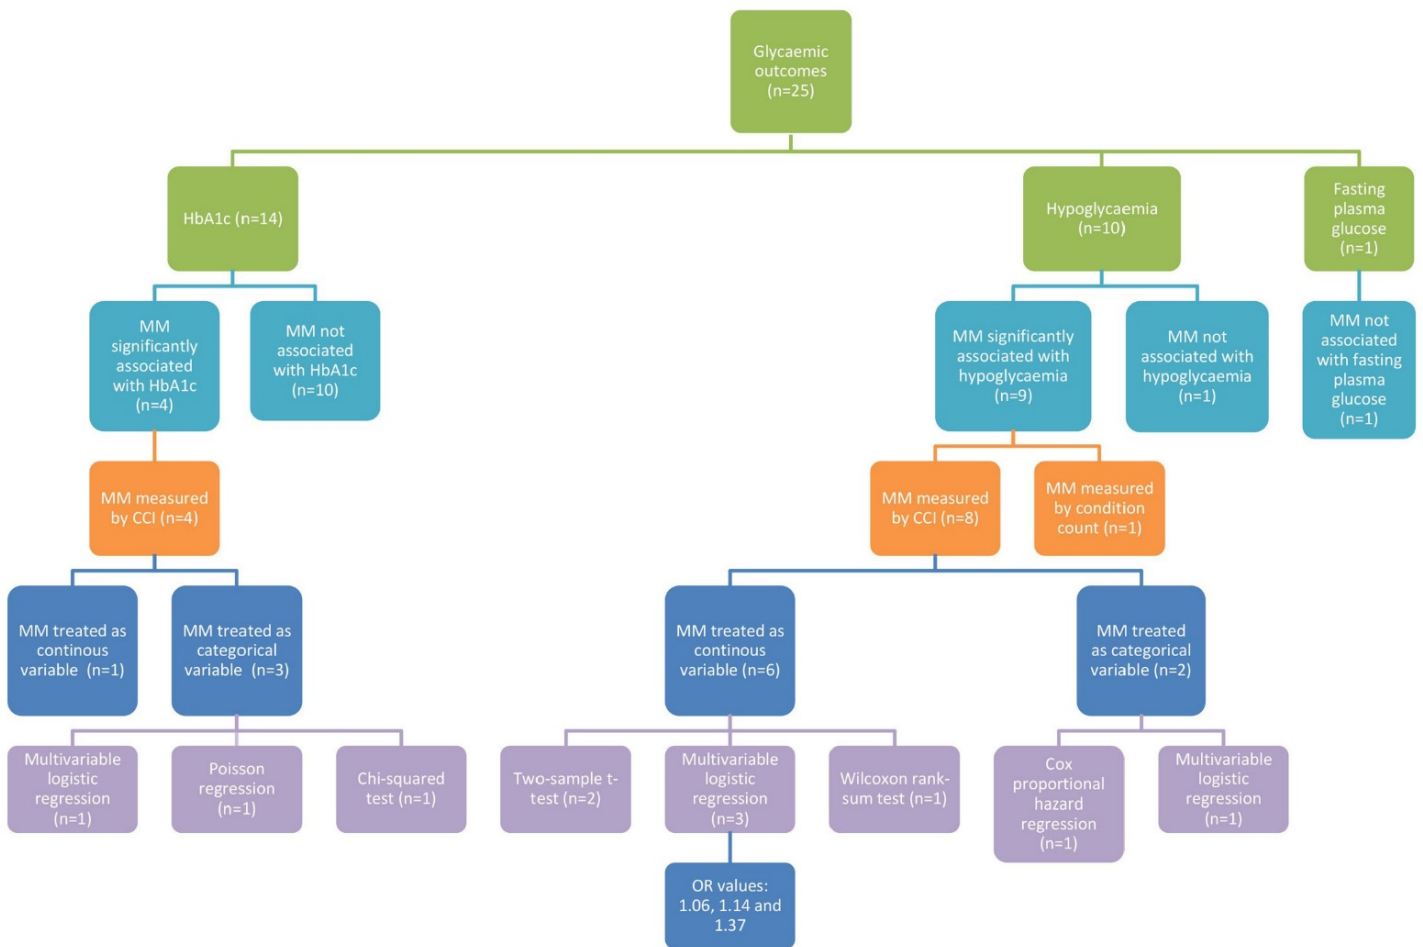 Glycaemic
outcomes
(n=25)
HbA1c (n=14)
Hypoglycaemia
(n=10)
Fasting
plasma
glucose
(n=1)
MM
significantly
associated
with HbA1c
(n=4)
MM not
associated
with HbA1c
(n=10)
MM significantly
associated with
hypoglycaemia
(n=9)
MM not
associated with
hypoglycaemia
(n=1)
MM not
associated
with fasting
plasma
glucose
(n=1)
MM measured
by CCI (n=4)
MM measured
by CCI (n=8)
MM measured
by condition
count (n=1)
MM treated as
continous
variable (n=1)
MM treated as
categorical
variable (n=3)
MM treated as
continous
variable (n=6)
MM treated
as categorical
variable (n=2)
Multivariable
logistic
regression
(n=1)
Poisson
regression
(n=1)
Chi-squared
test (n=1)
Two-sample t-
test (n=2)
Multivariable
logistic
regression
(n=3)
Wilcoxon rank-
sum test (n=1)
Cox
proportional
hazard
regression
(n=1)
Multivariable
logistic
regression
(n=1)
OR values:
1.06, 1.14 and
1.37